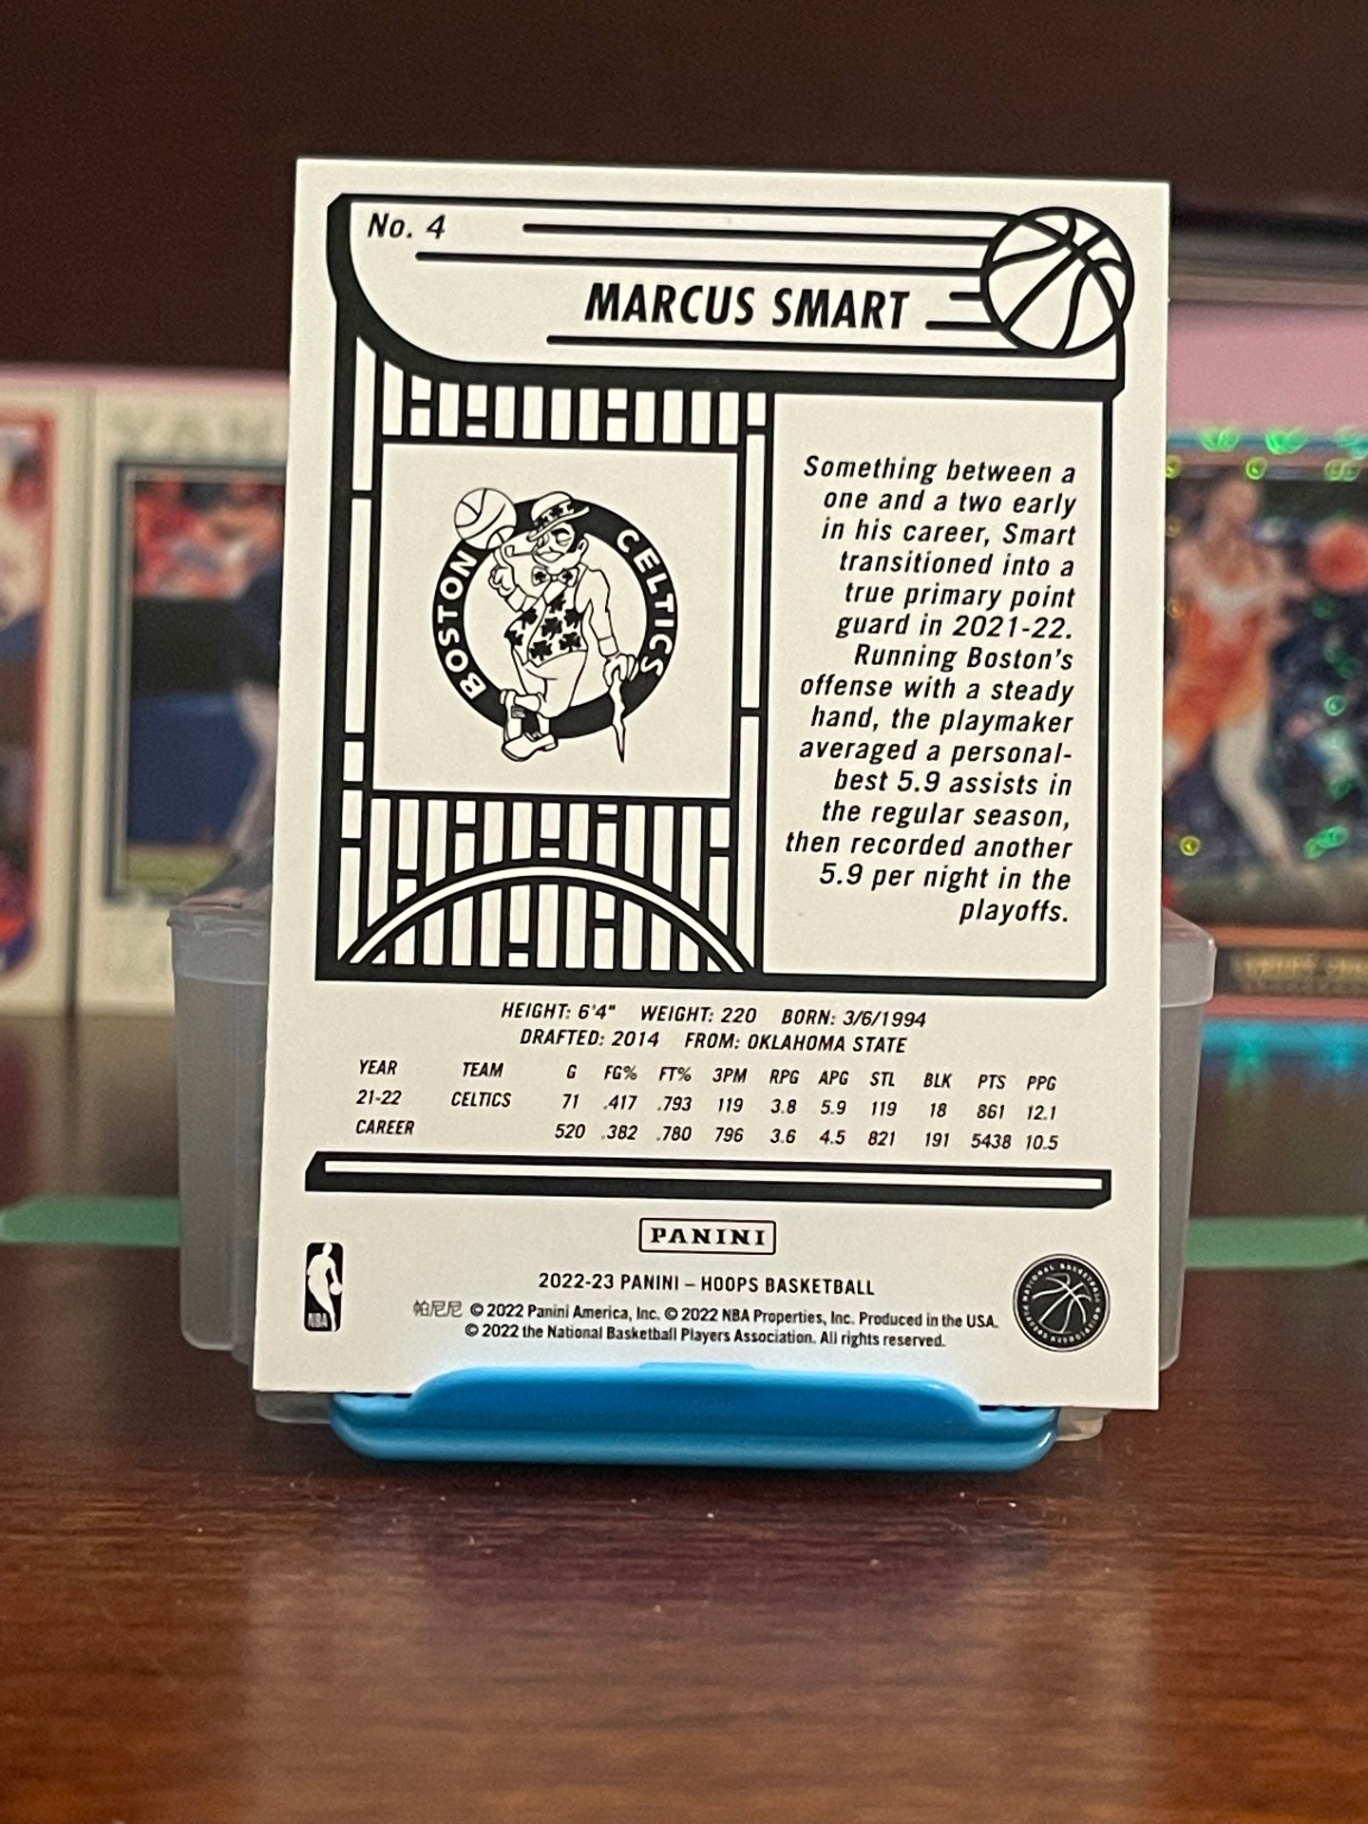 No. 4
MARCUS SMART
BOSTON CELTICS
Something between a
one and a two early
in his career, Smart
transitioned into a
true primary point
guard in 2021-22.
Running Boston's
offense with a steady
hand, the playmaker
averaged a personal-
best 5.9 assists in
the regular season,
then recorded another
5.9 per night in the
playoffs.
HEIGHT: 6'4" WEIGHT: 220 BORN: 3/6/1994
DRAFTED: 2014 FROM: OKLAHOMA STATE
YEAR TEAM G FG% FT% 3PM RPG APG STL BLK PTS PPG
21-22 CELTICS 71 .417 .793 119 3.8 5.9 119 18 861 12.1
CAREER 520 .382 .780 796 3.6 4.5 821 191 5438 10.5
PANINI
2022-23 PANINI – HOOPS BASKETBALL
帕尼尼 © 2022 Panini America, Inc. © 2022 NBA Properties, Inc. Produced in the USA.
© 2022 the National Basketball Players Association. All rights reserved.
NBA